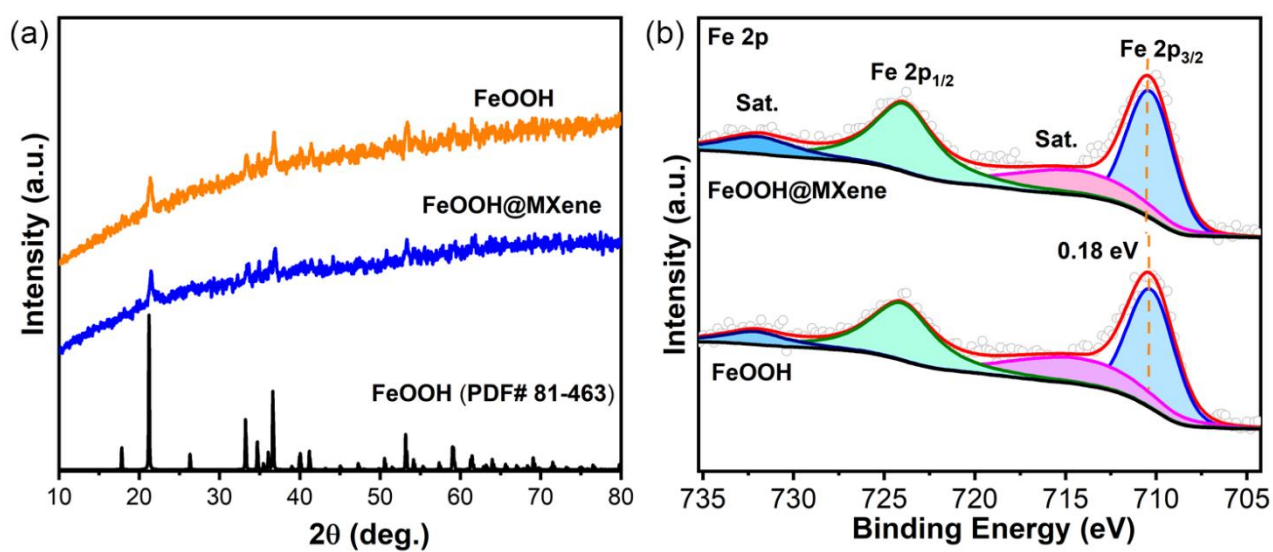 (a)
Intensity (a.u.)
FeOOH
FeOOH@MXene
FeOOH (PDF# 81-463)
10 20 30 40 50 60 70 80
2θ (deg.)
(b)
Intensity (a.u.)
Fe 2p
Fe 2p3/2
Fe 2p1/2
Sat.
Sat.
FeOOH@MXene
0.18 eV
FeOOH
735 730 725 720 715 710 705
Binding Energy (eV)